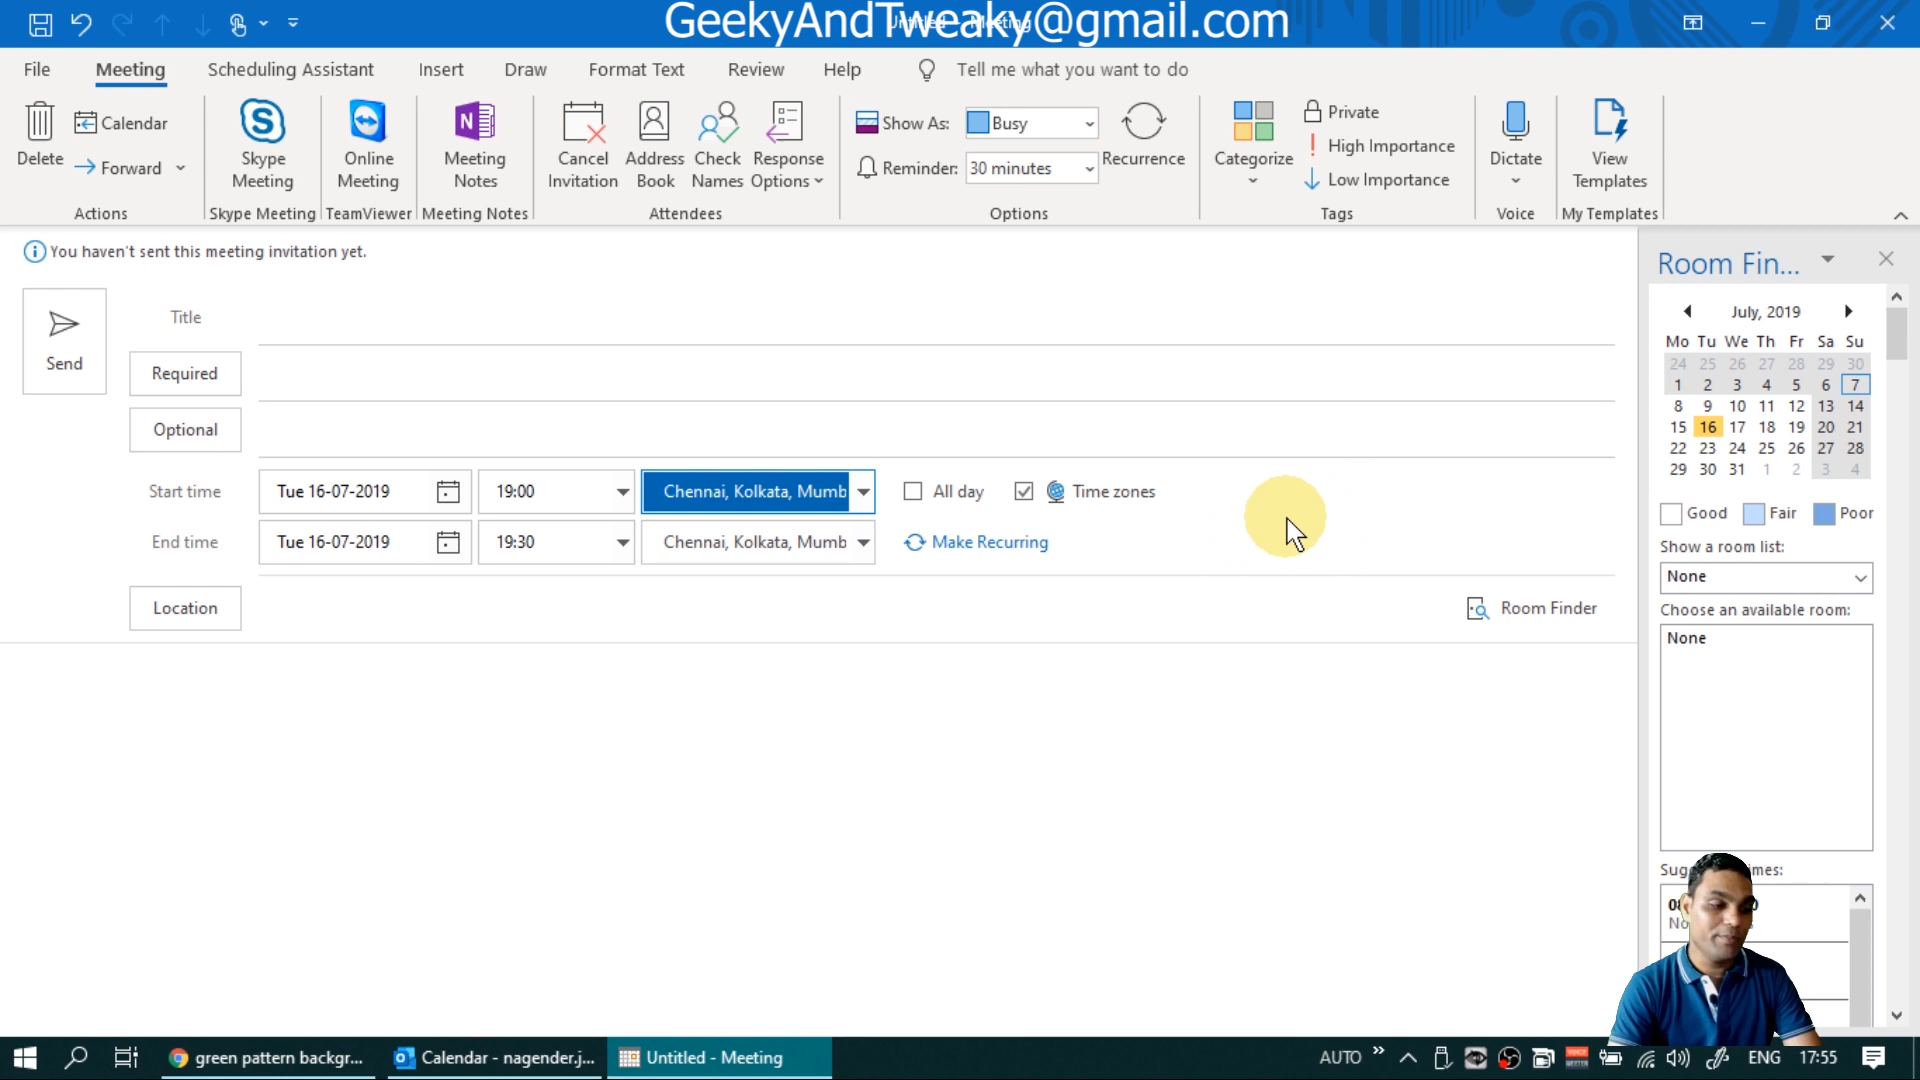 GeekyAndTweaky@gmail.com
File Meeting Scheduling Assistant Insert Draw Format Text Review Help Tell me what you want to do
Delete
Calendar
Forward
Actions
Skype Meeting
Skype Meeting
Online Meeting
TeamViewer
Meeting Notes
Meeting Notes
Cancel Invitation
Address Book
Check Names
Response Options
Attendees
Show As: Busy
Reminder: 30 minutes
Recurrence
Options
Categorize
Private
High Importance
Low Importance
Tags
Dictate
Voice
View Templates
My Templates
You haven't sent this meeting invitation yet.
Send
Title
Required
Optional
Start time Tue 16-07-2019 19:00 Chennai, Kolkata, Mumb All day Time zones
End time Tue 16-07-2019 19:30 Chennai, Kolkata, Mumb Make Recurring
Location Room Finder
Room Fin...
July, 2019
Mo Tu We Th Fr Sa Su
24 25 26 27 28 29 30
1 2 3 4 5 6 7
8 9 10 11 12 13 14
15 16 17 18 19 20 21
22 23 24 25 26 27 28
29 30 31 1 2 3 4
Good Fair Poor
Show a room list:
None
Choose an available room:
None
green pattern backgr...
Calendar - nagender.j...
Untitled - Meeting
AUTO
ENG
17:55